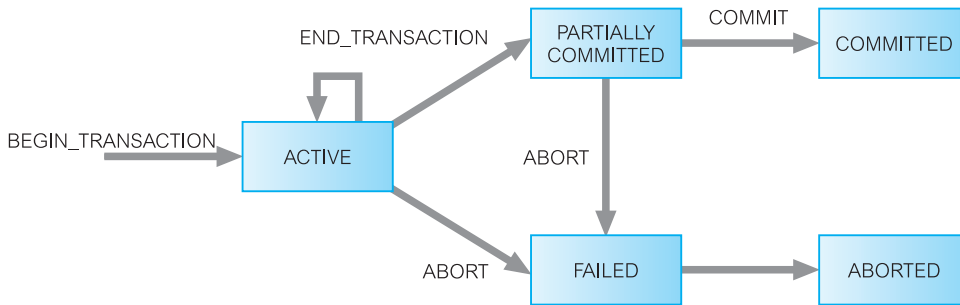 COMMIT
END_TRANSACTION
PARTIALLY
COMMITTED
COMMITTED
BEGIN_TRANSACTION
ACTIVE
ABORT
ABORT
FAILED
ABORTED